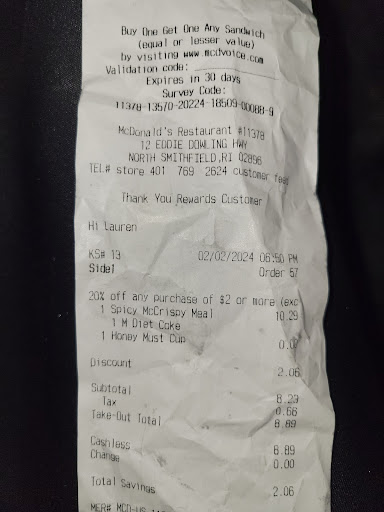 Buy One Get One Any Sandwich
(equal or lesser value)
by visiting www.mcdvoice.com
Validation code:
Expires in 30 days
Survey Code:
11378-13570-20224-18509-00088-9
McDonald's Restaurant #11378
12 EDDIE DOWLING HWY
NORTH SMITHFIELD,RI 02896
TEL# store 401 769 2624 customer feed
Thank You Rewards Customer
Hi Lauren
KS# 13 02/02/2024 06:50 PM
Side1 Order 57
20% off any purchase of $2 or more (exc
1 Spicy McCrispy Meal 10.29
1 M Diet Coke
1 Honey Must Cup
Discount 2.06
Subtotal 8.23
Tax 0.66
Take-Out Total 8.89
Cashless 8.89
Change 0.00
Total Savings 2.06